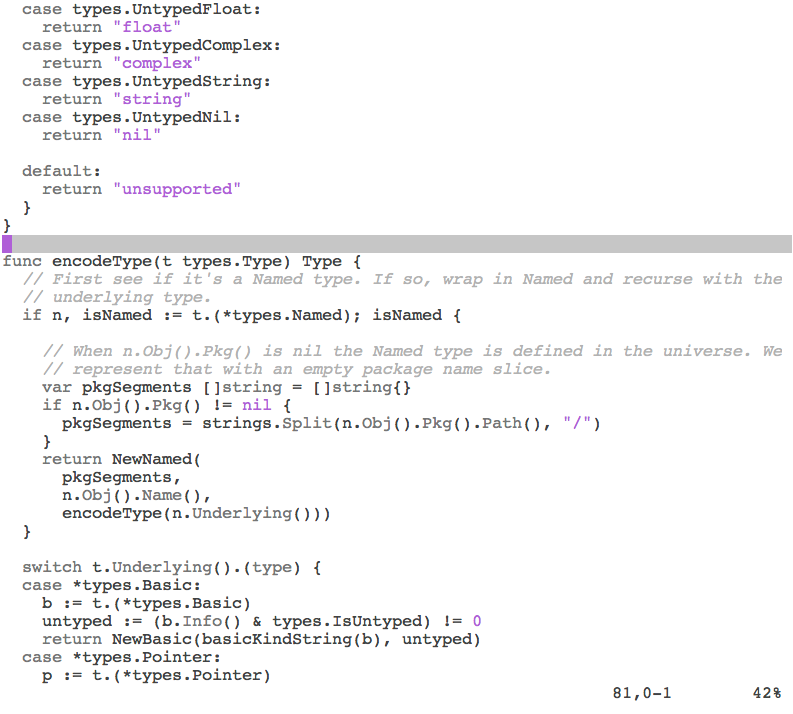 case types.UntypedFloat:
    return "float"
  case types.UntypedComplex:
    return "complex"
  case types.UntypedString:
    return "string"
  case types.UntypedNil:
    return "nil"

  default:
    return "unsupported"
  }
}

func encodeType(t types.Type) Type {
  // First see if it's a Named type. If so, wrap in Named and recurse with the
  // underlying type.
  if n, isNamed := t.(*types.Named); isNamed {

    // When n.Obj().Pkg() is nil the Named type is defined in the universe. We
    // represent that with an empty package name slice.
    var pkgSegments []string = []string{}
    if n.Obj().Pkg() != nil {
      pkgSegments = strings.Split(n.Obj().Pkg().Path(), "/")
    }
    return NewNamed(
      pkgSegments,
      n.Obj().Name(),
      encodeType(n.Underlying()))
  }

  switch t.Underlying().(type) {
  case *types.Basic:
    b := t.(*types.Basic)
    untyped := (b.Info() & types.IsUntyped) != 0
    return NewBasic(basicKindString(b), untyped)
  case *types.Pointer:
    p := t.(*types.Pointer)
81,0-1 42%